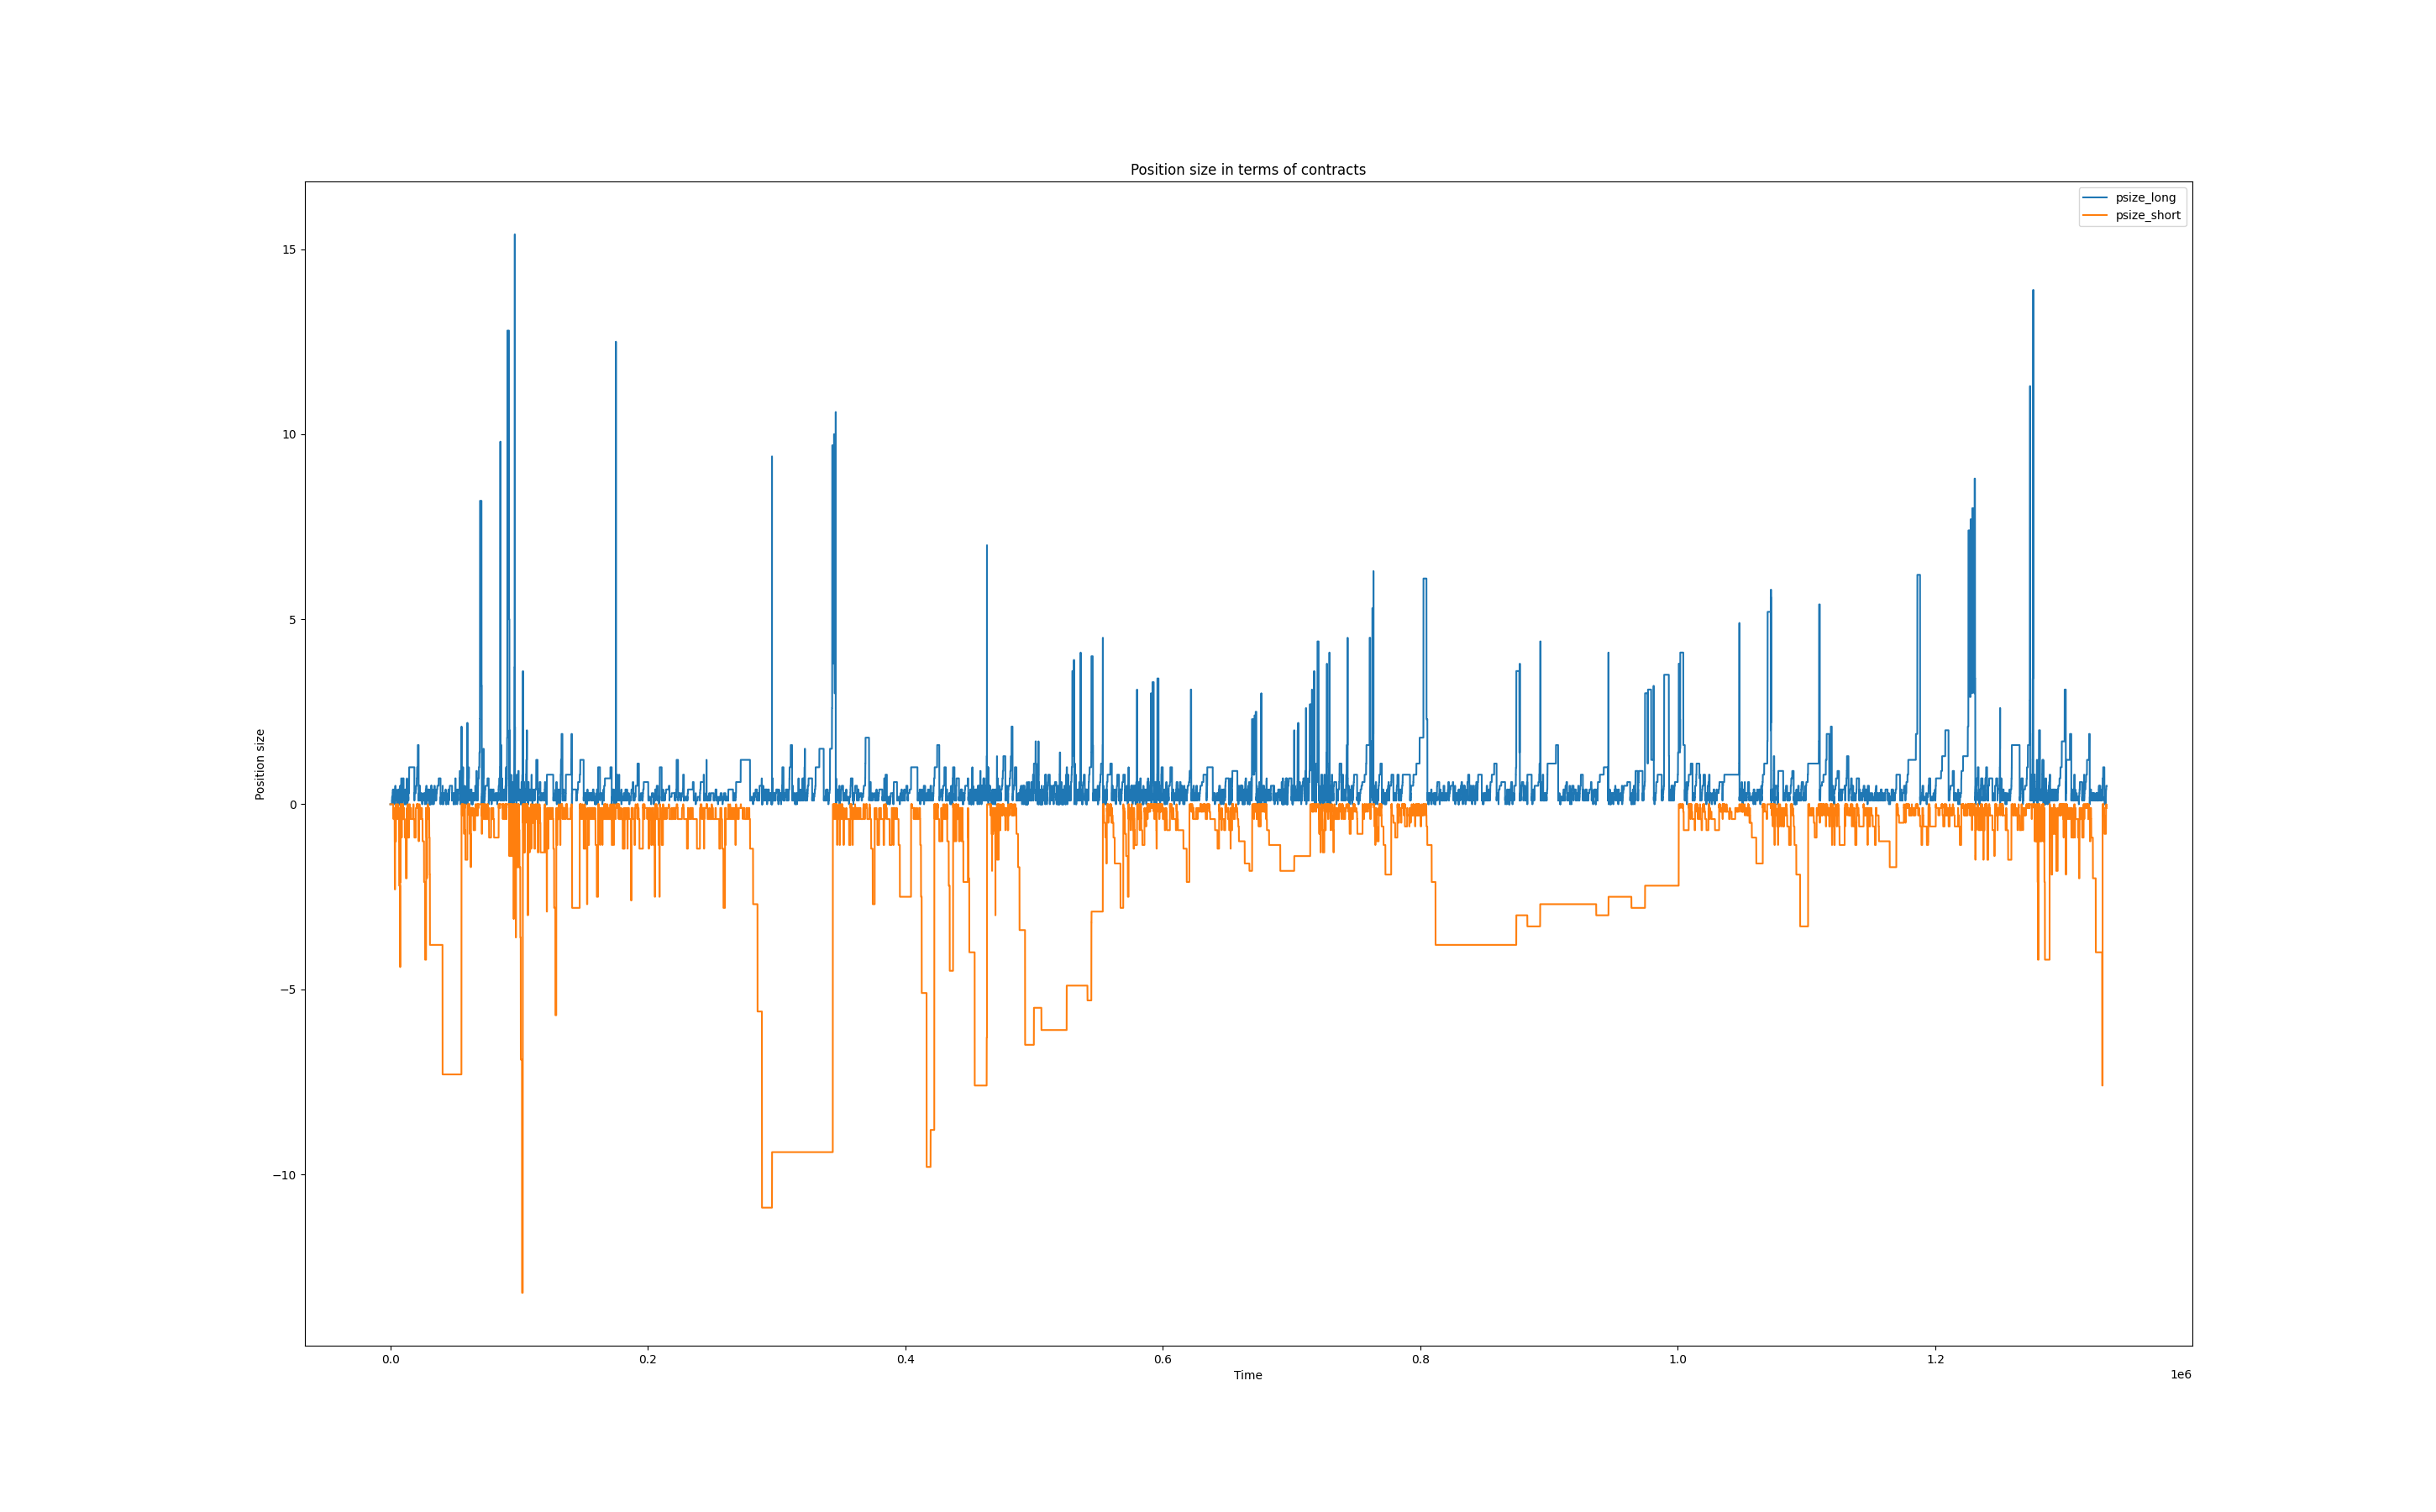 Position size in terms of contracts
psize_long
psize_short
Position size
15
10
5
0
−5
−10
0.0
0.2
0.4
0.6
0.8
1.0
1.2
1e6
Time